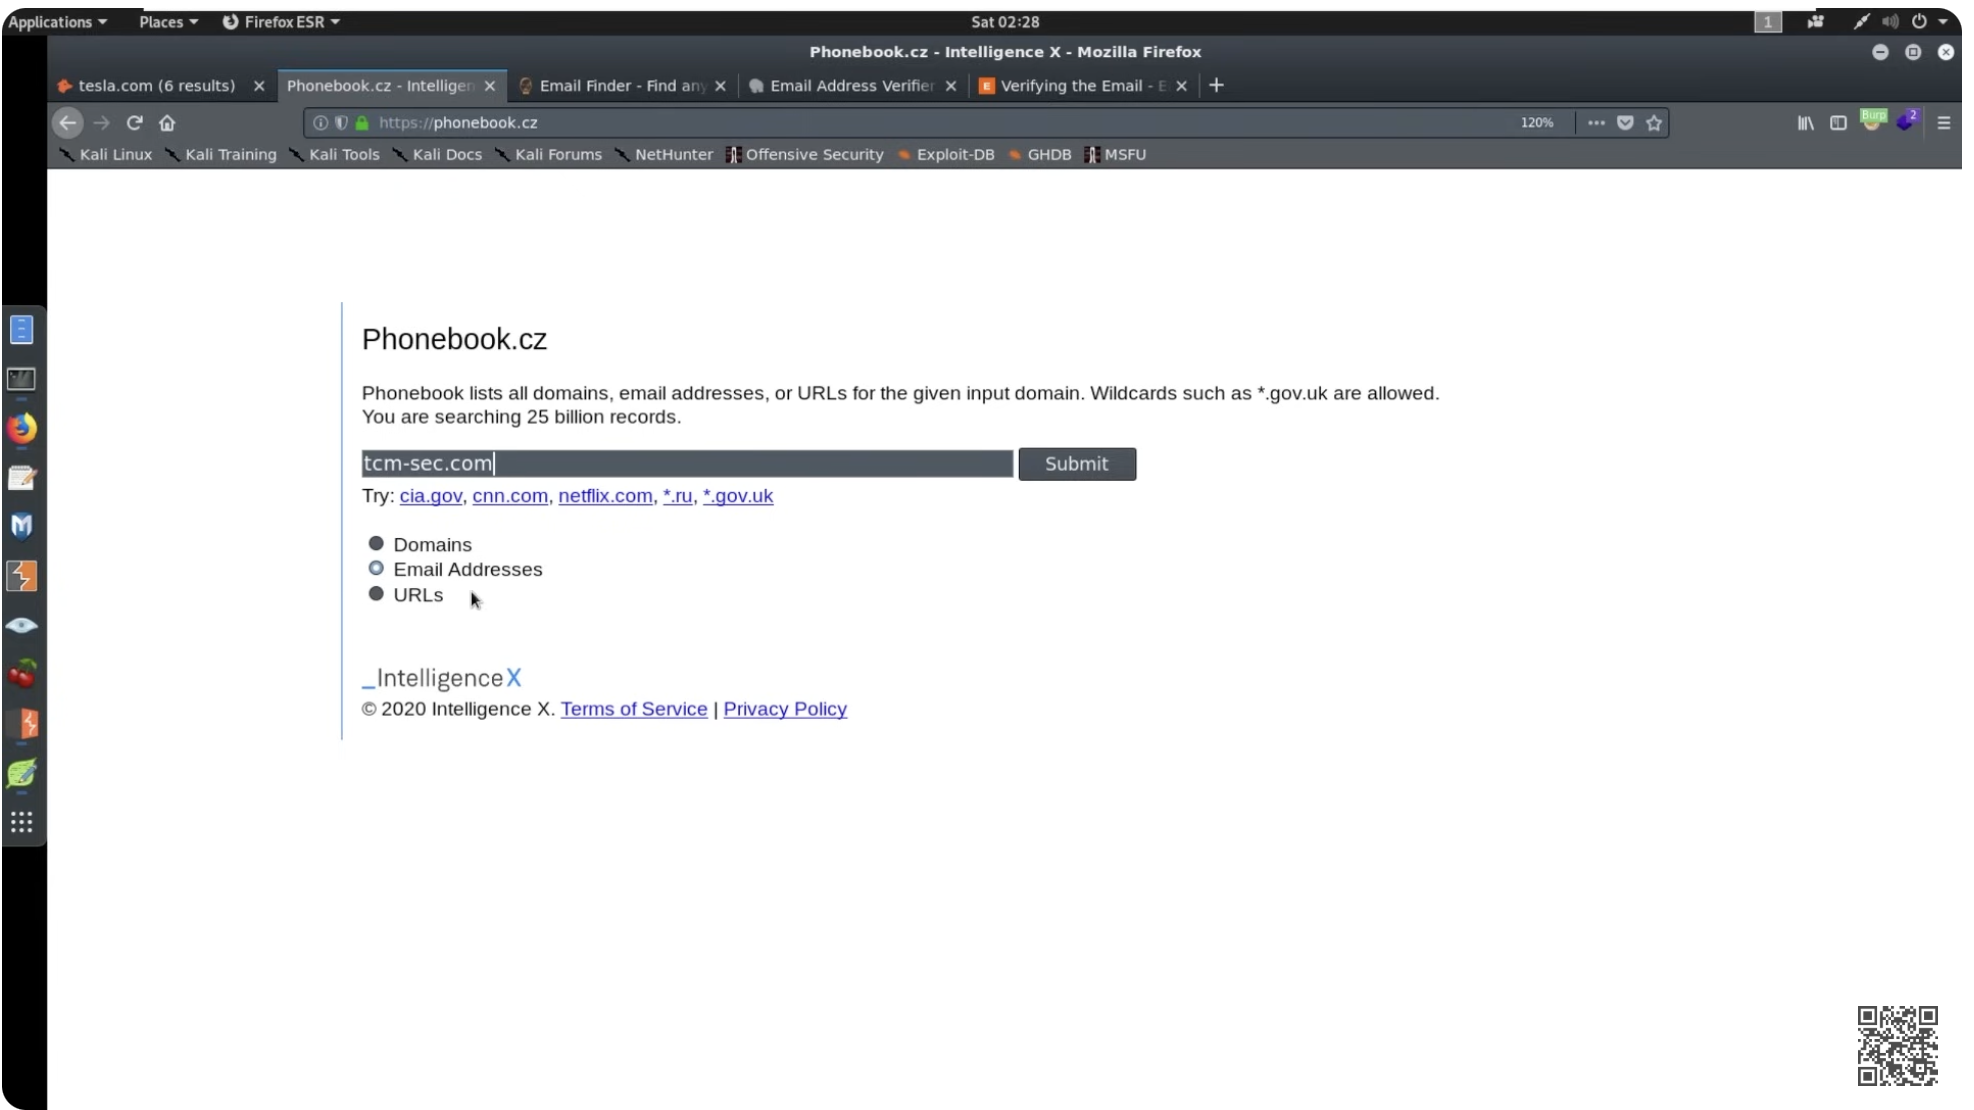 Applications Places Firefox ESR Sat 02:28 1
Phonebook.cz - Intelligence X - Mozilla Firefox
tesla.com (6 results) Phonebook.cz - Intelligen Email Finder - Find any Email Address Verifier Verifying the Email - E
https://phonebook.cz 120% Burp 2
Kali Linux Kali Training Kali Tools Kali Docs Kali Forums NetHunter Offensive Security Exploit-DB GHDB MSFU
Phonebook.cz
Phonebook lists all domains, email addresses, or URLs for the given input domain. Wildcards such as *.gov.uk are allowed.
You are searching 25 billion records.
tcm-sec.com Submit
Try: cia.gov, cnn.com, netflix.com, *.ru, *.gov.uk
Domains
Email Addresses
URLs
_IntelligenceX
© 2020 Intelligence X. Terms of Service | Privacy Policy